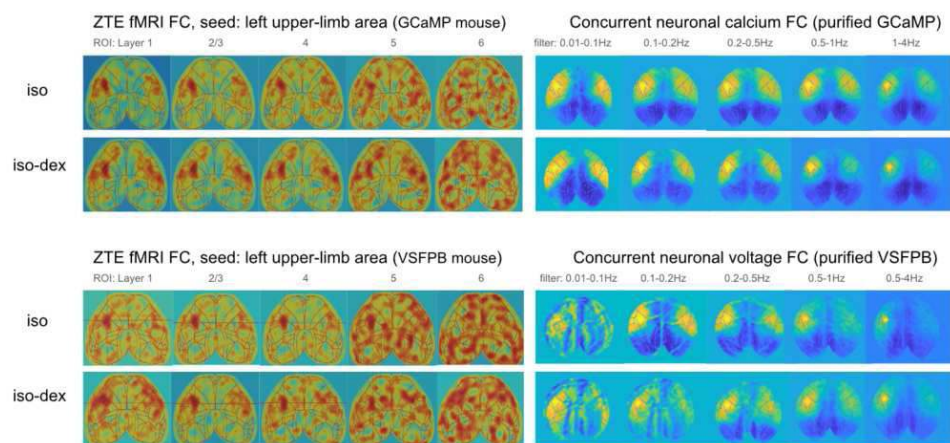 ZTE fMRI FC, seed: left upper-limb area (GCaMP mouse)
Concurrent neuronal calcium FC (purified GCaMP)
ROI: Layer 1 2/3 4 5 6
filter: 0.01-0.1Hz 0.1-0.2Hz 0.2-0.5Hz 0.5-1Hz 1-4Hz
iso
iso-dex
ZTE fMRI FC, seed: left upper-limb area (VSFPB mouse)
Concurrent neuronal voltage FC (purified VSFPB)
ROI: Layer 1 2/3 4 5 6
filter: 0.01-0.1Hz 0.1-0.2Hz 0.2-0.5Hz 0.5-1Hz 0.5-4Hz
iso
iso-dex